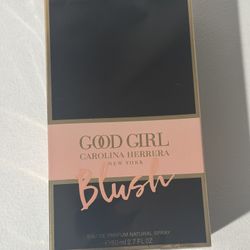 GOOD GIRL
CAROLINA HERRERA
NEW YORK
Blush
EAU DE PARFUM NATURAL SPRAY
80 ml 2.7 FL.OZ.